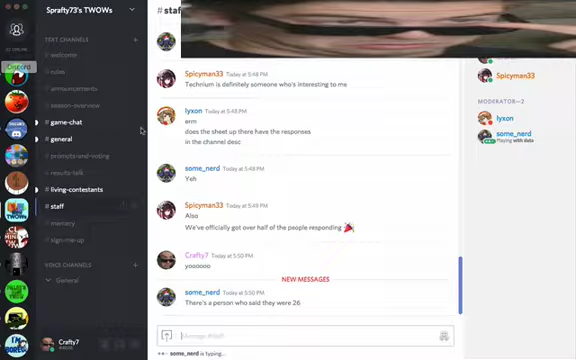 Sprafty73's TWOWs
# staf
Discord
TEXT CHANNELS
# welcome
# rules
# announcements
# season-overview
# game-chat
# general
# prompts-and-voting
# results-talk
# living-contestants
# staff
# memory
# sign-me-up
VOICE CHANNELS
General
Crafty7
Spicyman33 Today at 5:48 PM
Technium is definitely someone who's interesting to me
lyxon Today at 5:48 PM
erm
does the sheet up there have the responses
in the channel desc
some_nerd Today at 5:48 PM
Yeh
Spicyman33 Today at 5:49 PM
Also
We've officially got over half of the people responding
Crafty7 Today at 5:50 PM
yoooooo
NEW MESSAGES
some_nerd Today at 5:50 PM
There's a person who said they were 26
Message #staff
some_nerd is typing...
Spicyman33
MODERATOR—2
lyxon
some_nerd
Playing with data